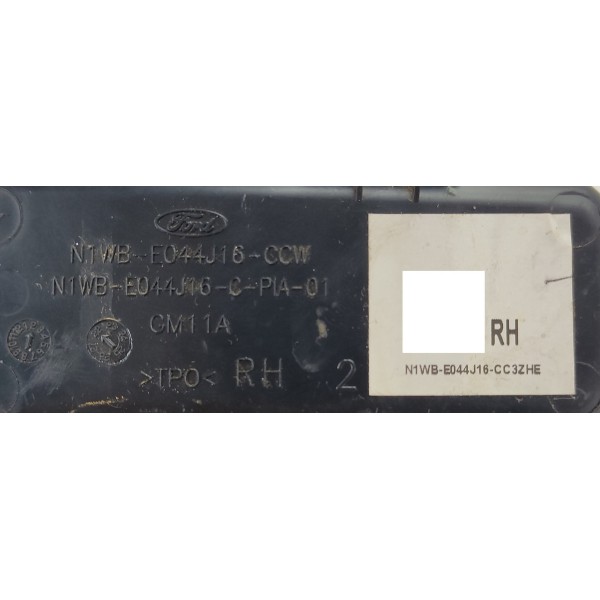 Ford
N1WB-E044J16-CCW
N1WB-E044J16-C-PIA-01
CM11A
>TPO< RH 2
RH
N1WB-E044J16-CC3ZHE